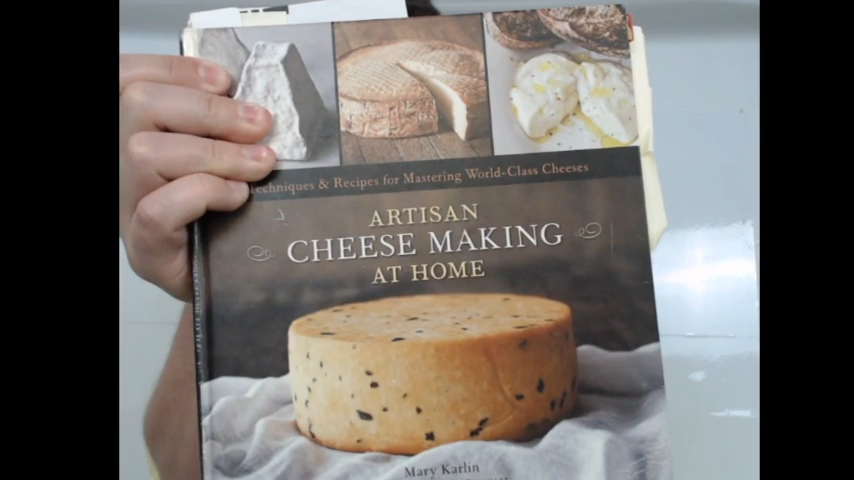 Techniques & Recipes for Mastering World-Class Cheeses
ARTISAN
CHEESE MAKING
AT HOME
Mary Karlin